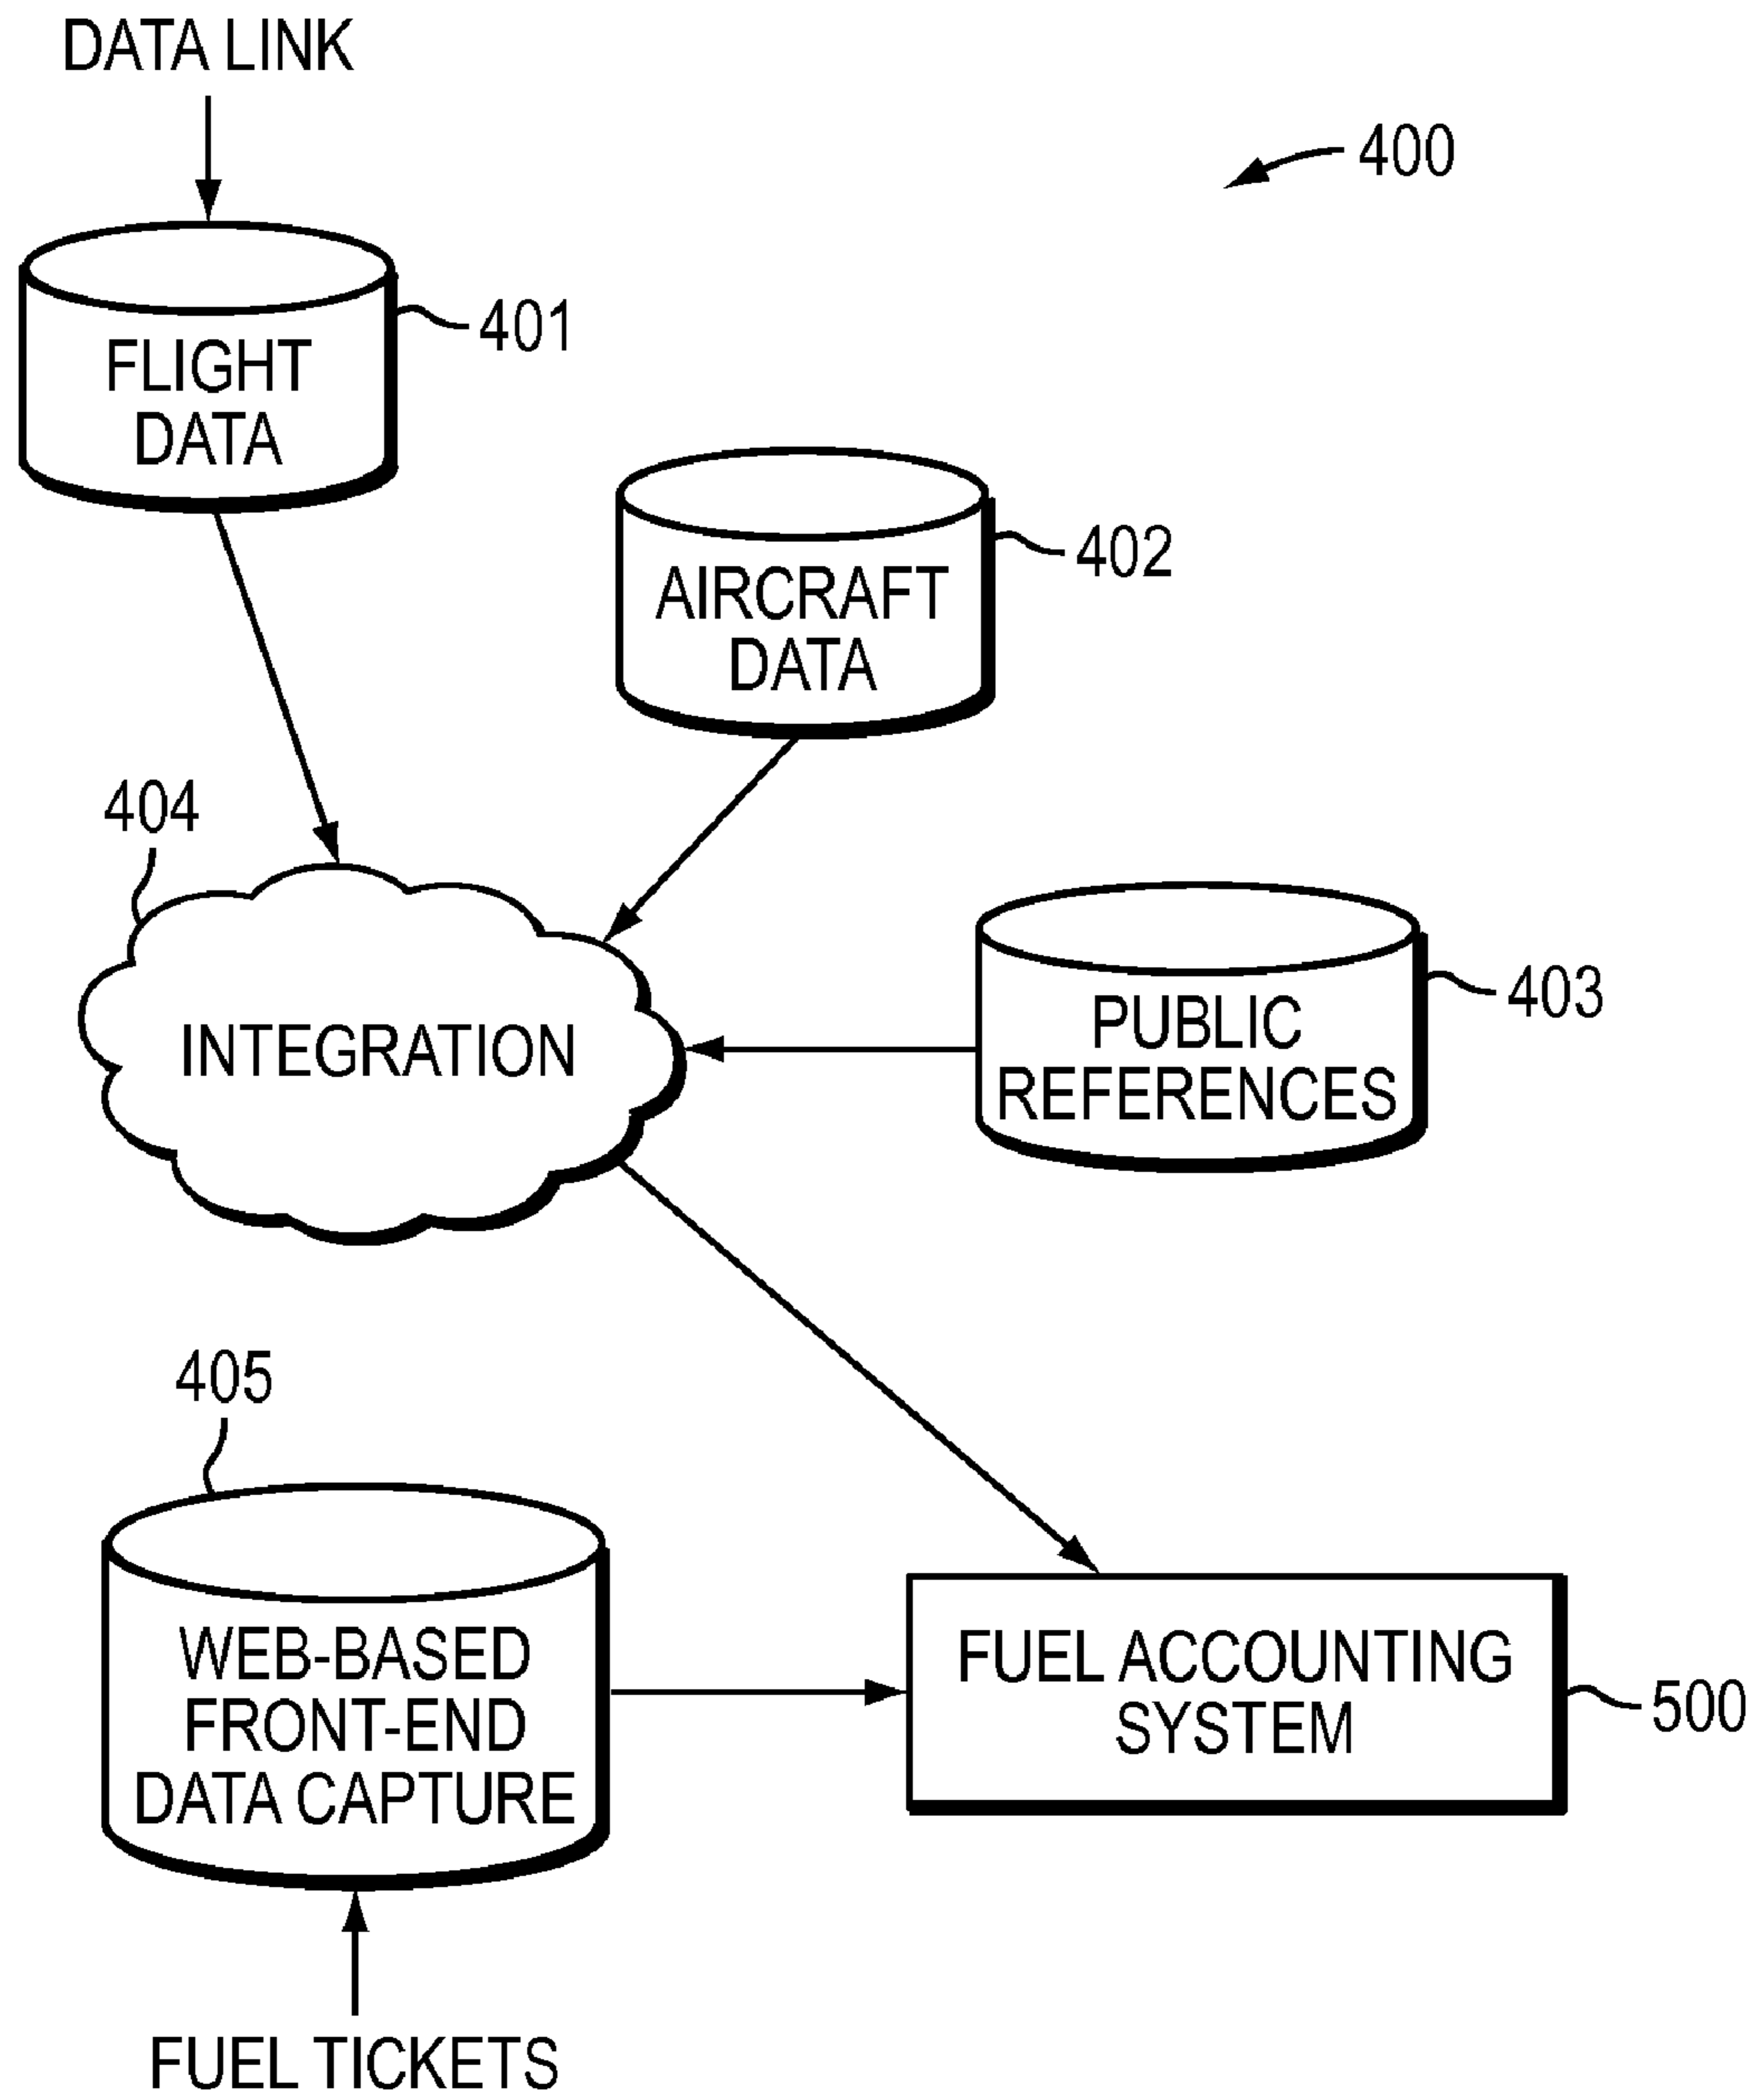 DATA LINK
400
401
FLIGHT
DATA
402
AIRCRAFT
DATA
404
403
PUBLIC
REFERENCES
INTEGRATION
405
WEB-BASED
FRONT-END
DATA CAPTURE
FUEL ACCOUNTING
SYSTEM
500
FUEL TICKETS